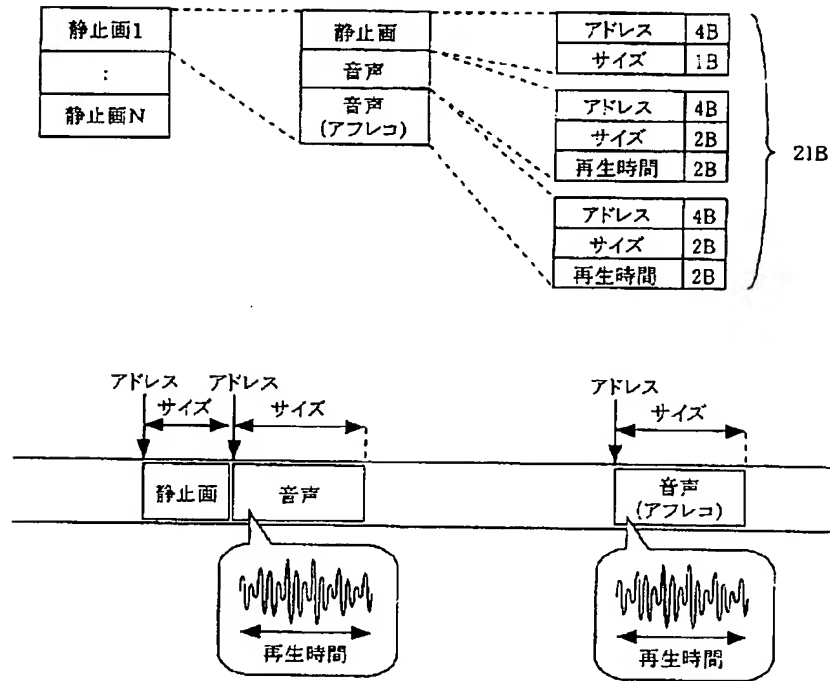 静止画1
:
静止画N
静止画
音声
音声
(アフレコ)
アドレス 4B
サイズ 1B
アドレス 4B
サイズ 2B
再生時間 2B
アドレス 4B
サイズ 2B
再生時間 2B
21B
アドレス アドレス
サイズ サイズ
静止画 音声
再生時間
アドレス
サイズ
音声
(アフレコ)
再生時間